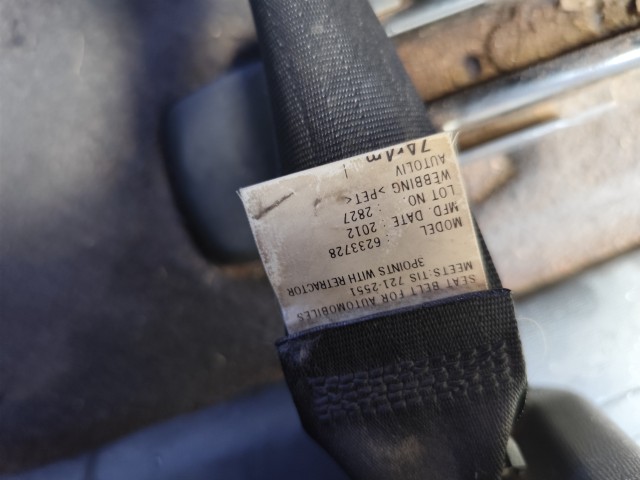 SEAT BELT FOR AUTOMOBILES
MEETS:TIS 721-2551
3POINTS WITH RETRACTOR
MODEL : 6233728
MFD. DATE : 2012
LOT NO. : 2827
WEBBING >PET<
AUTOLIV